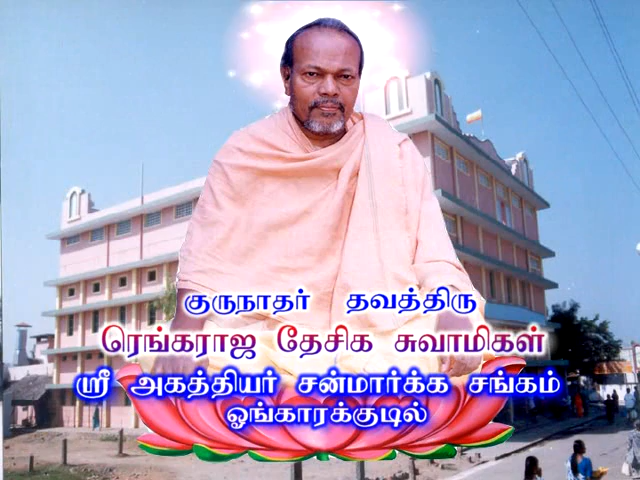 குருநாதர் தவத்திரு
ரெங்கராஜ தேசிக சுவாமிகள்
ஸ்ரீ அகத்தியர் சன்மார்க்க சங்கம்
ஓங்காரக்குடில்